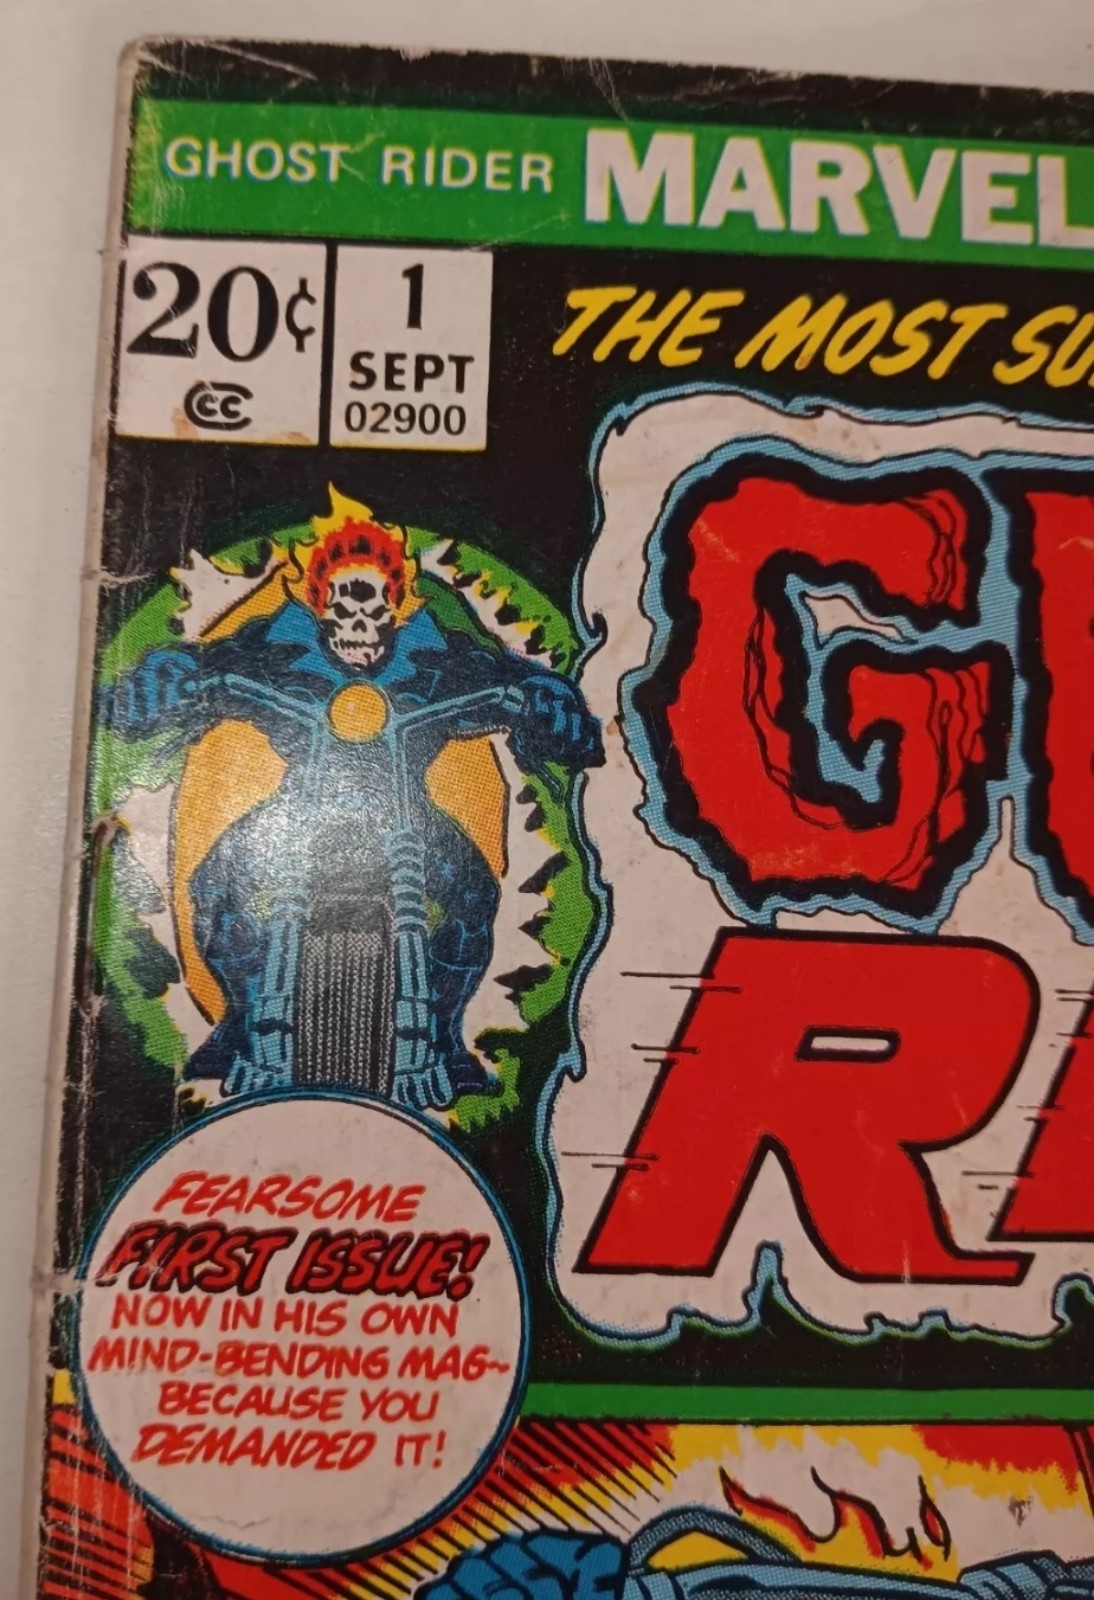 GHOST RIDER MARVEL
20¢ 1
SEPT
CC 02900
THE MOST
G
R
FEARSOME
FIRST ISSUE!
NOW IN HIS OWN
MIND-BENDING MAG~
BECAUSE YOU
DEMANDED IT!